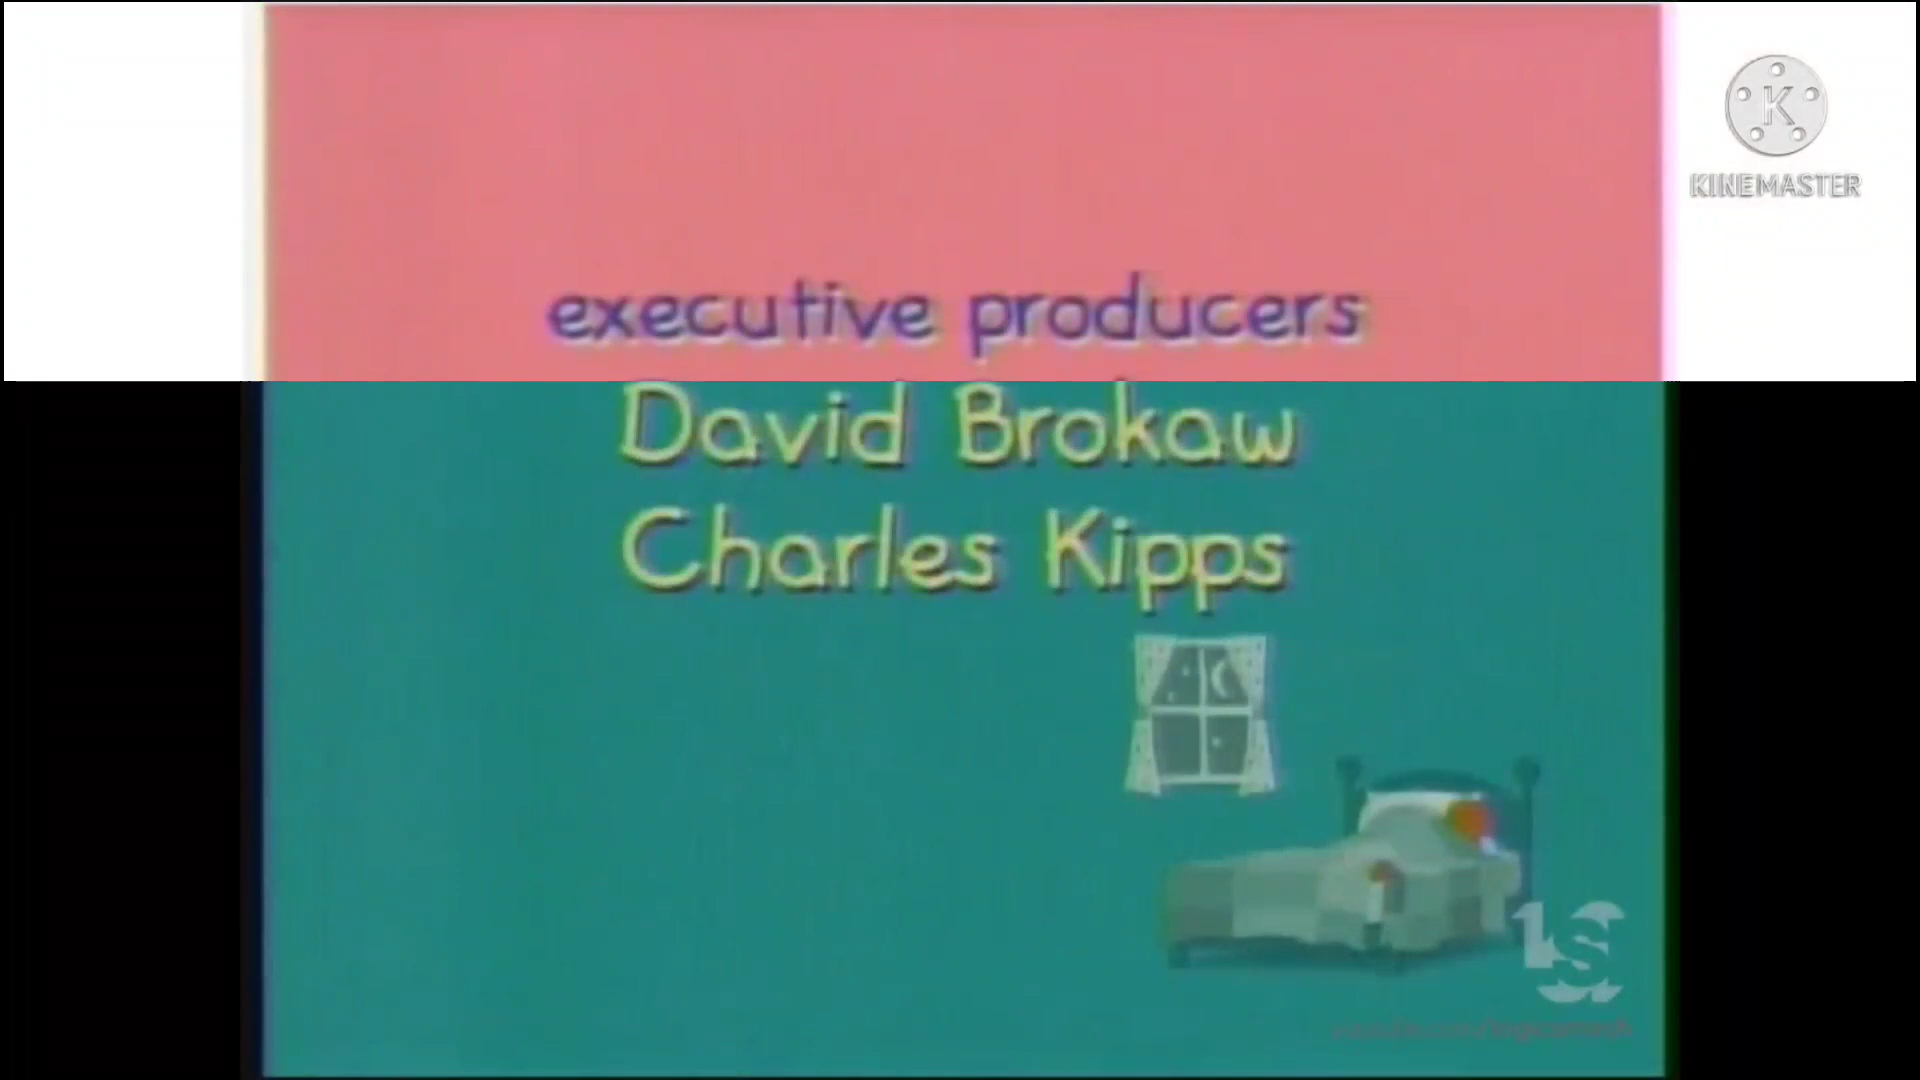 K
KINEMASTER
executive producers
David Brokaw
Charles Kipps